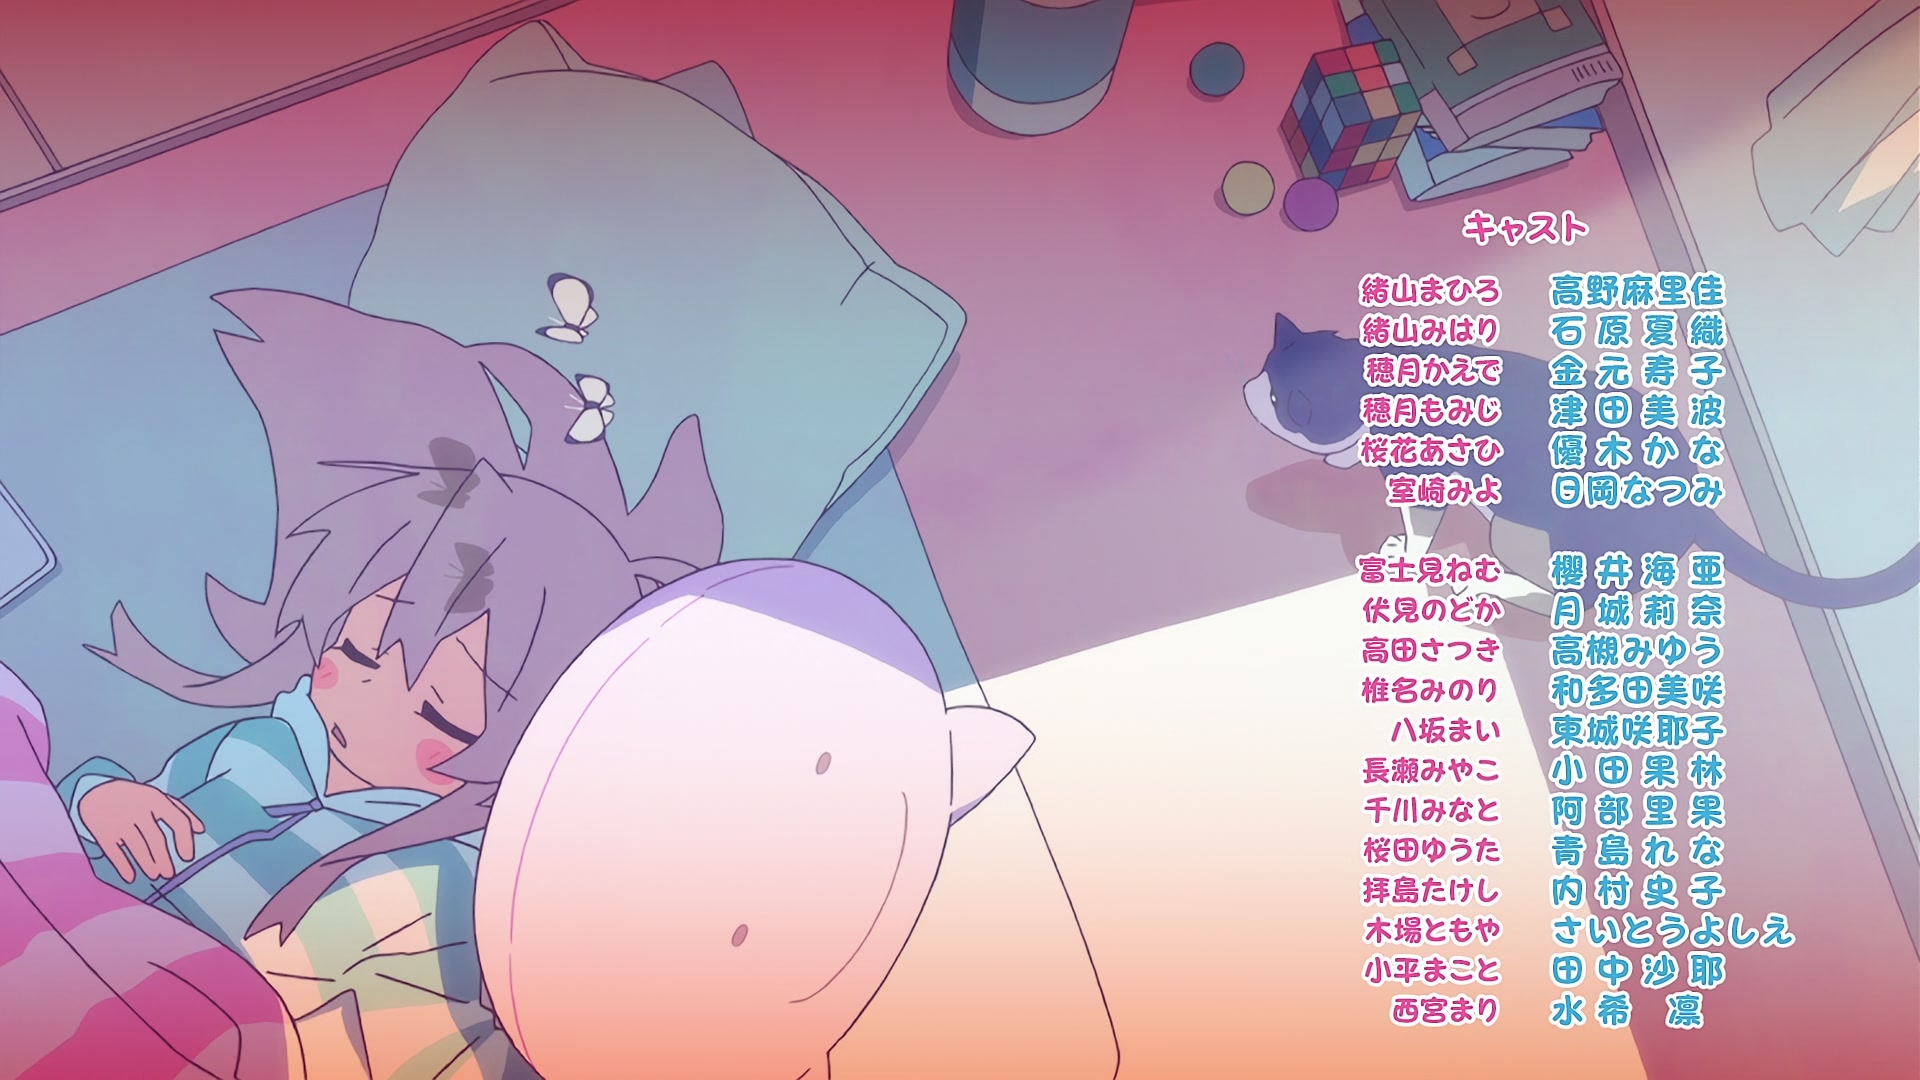 キャスト
緒山まひろ 高野麻里佳
緒山みはり 石原夏織
穂月かえで 金元寿子
穂月もみじ 津田美波
桜花あさひ 優木かな
室崎みよ 日岡なつみ
富士見ねむ 櫻井海亜
伏見のどか 月城莉奈
高田さつき 高槻みゆう
椎名みのり 和多田美咲
八坂まい 東城咲耶子
長瀬みやこ 小田果林
千川みなと 阿部里果
桜田ゆうた 青島れな
拝島たけし 内村史子
木場ともや さいとうよしえ
小平まこと 田中沙耶
西宮まり 水希凛